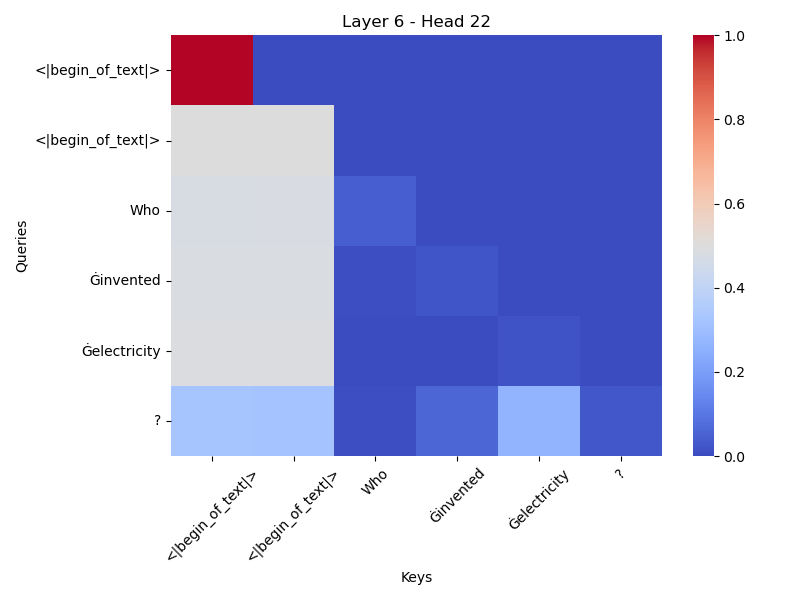 Layer 6 - Head 22
<|begin_of_text|>
<|begin_of_text|>
Who
Ġinvented
Ġelectricity
?
Queries
<|begin_of_text|>
<|begin_of_text|>
Who
Ġinvented
Ġelectricity
?
Keys
1.0
0.8
0.6
0.4
0.2
0.0